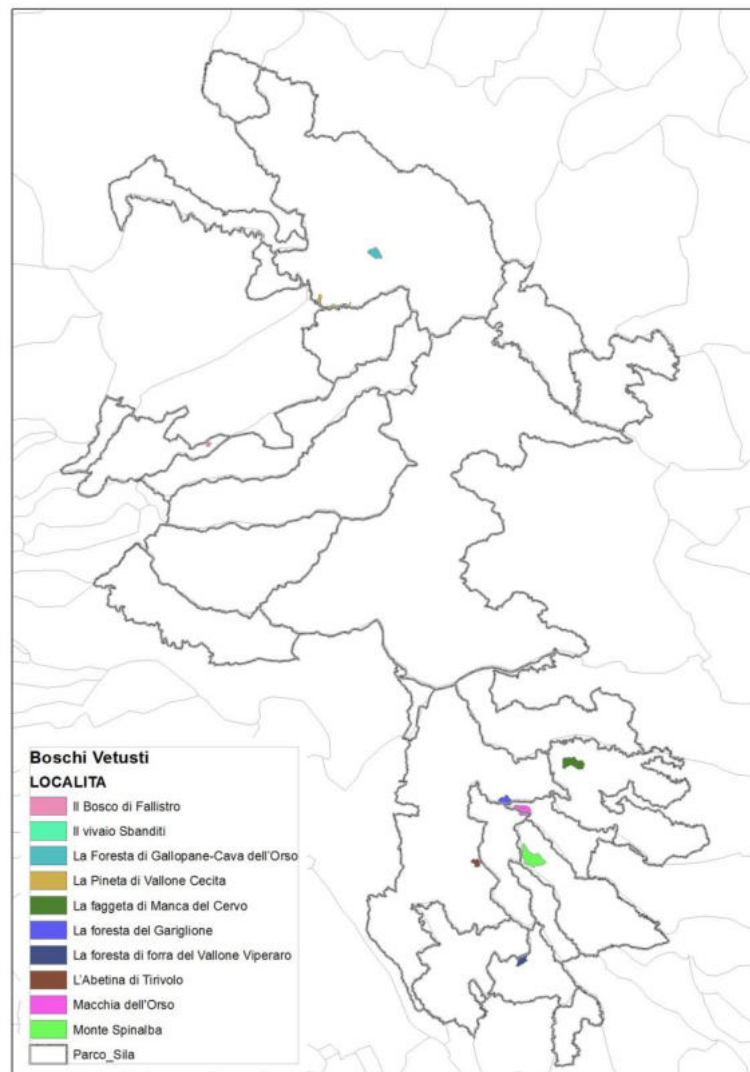 Boschi Vetusti
LOCALITA
Il Bosco di Fallistro
Il vivaio Sbanditi
La Foresta di Gallopane-Cava dell'Orso
La Pineta di Vallone Cecita
La faggeta di Manca del Cervo
La foresta del Gariglione
La foresta di forra del Vallone Viperaro
L'Abetina di Tirivolo
Macchia dell'Orso
Monte Spinalba
Parco_Sila